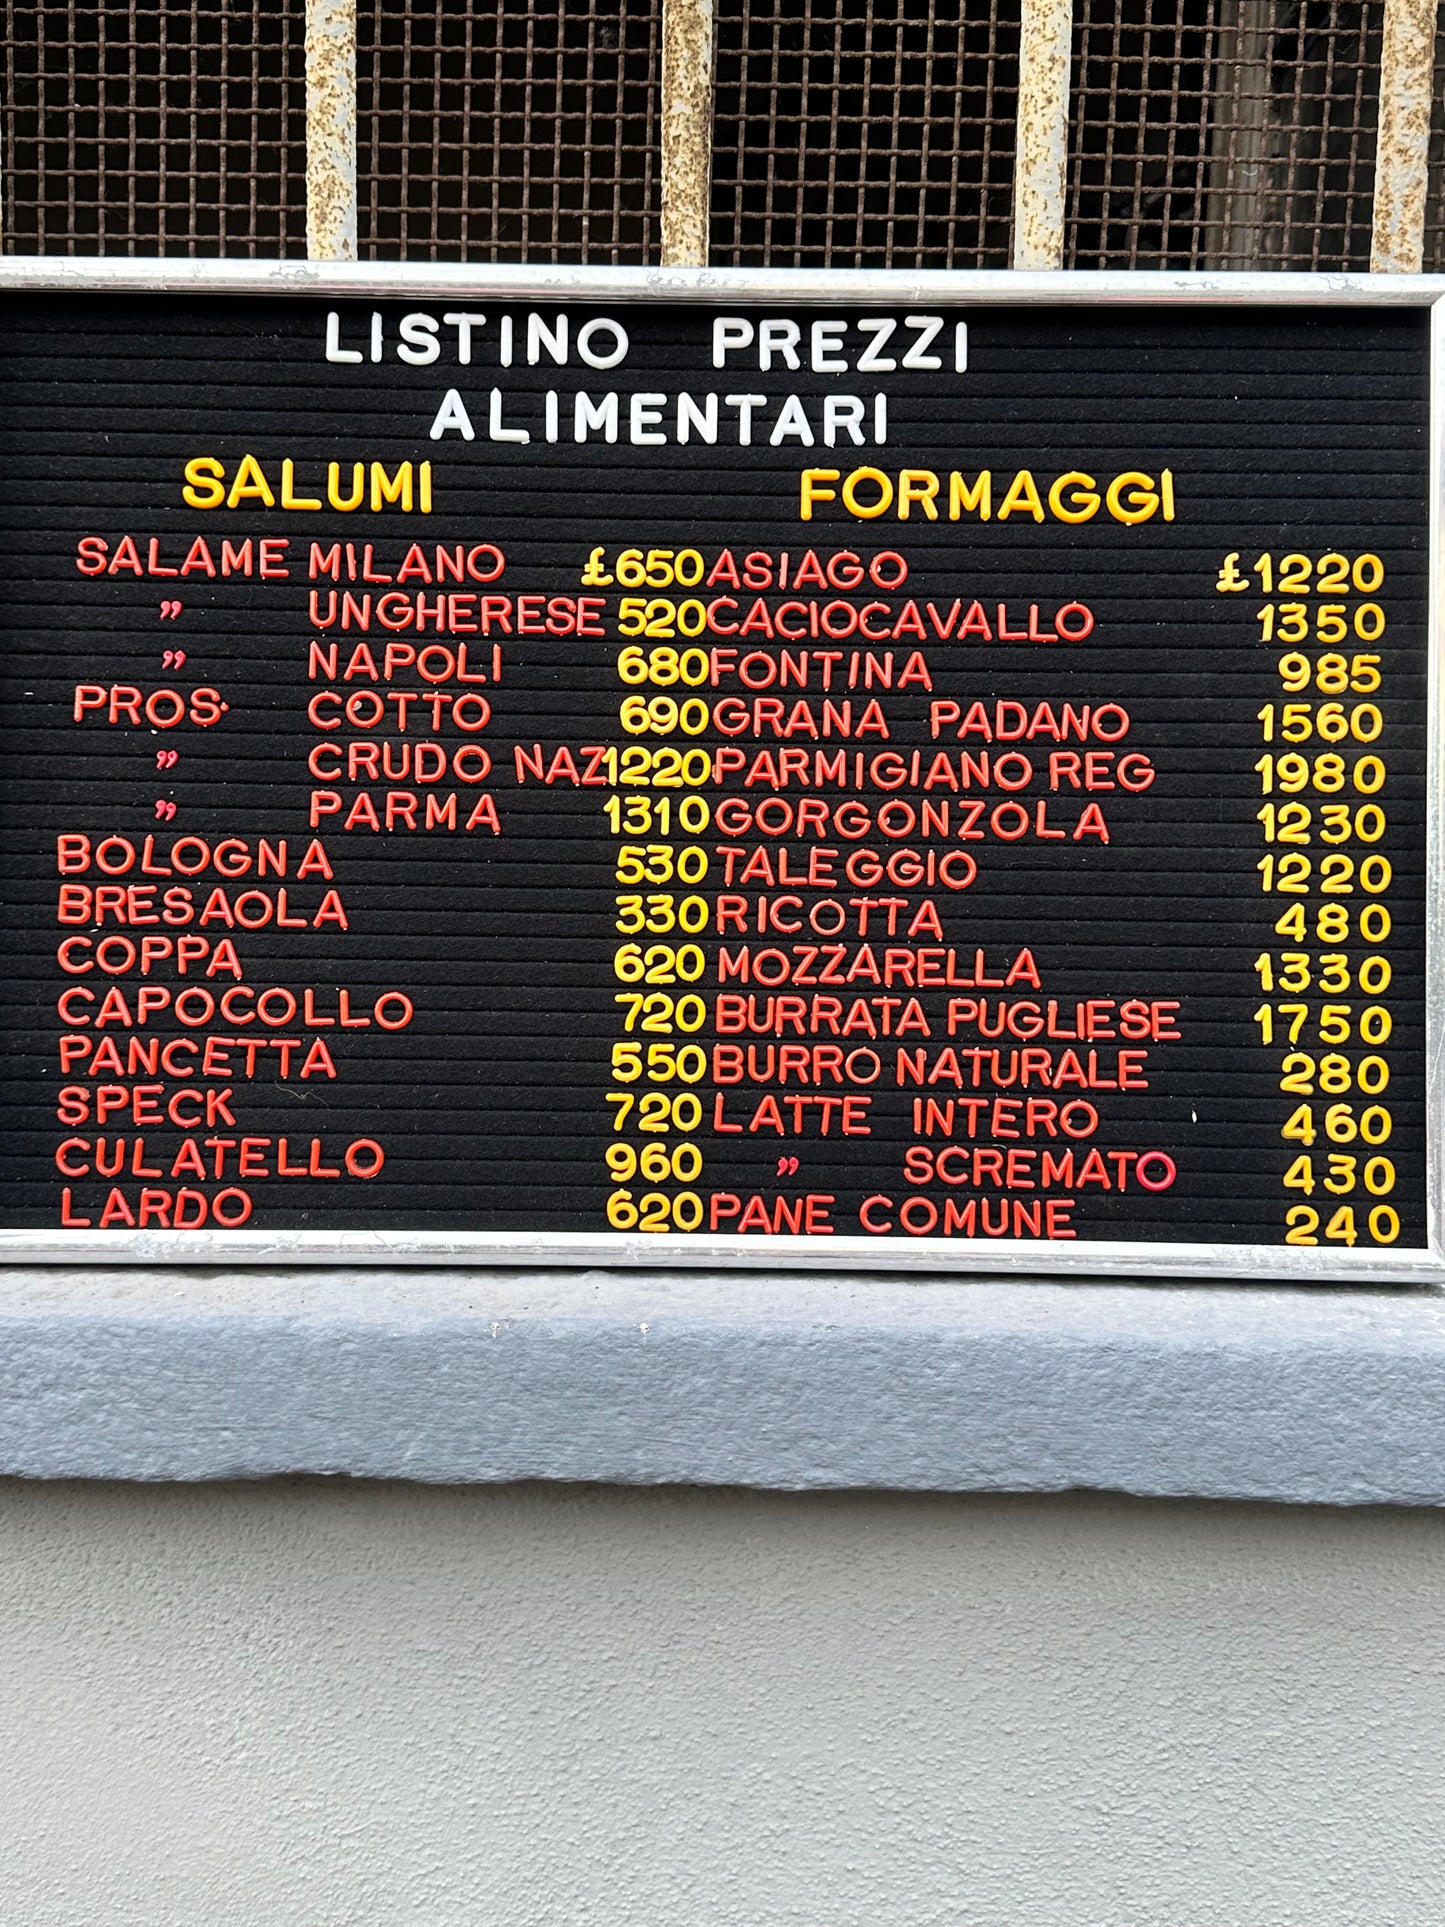 LISTINO PREZZI
ALIMENTARI
SALUMI FORMAGGI
SALAME MILANO £650 ASIAGO £1220
" UNGHERESE 520 CACIOCAVALLO 1350
" NAPOLI 680 FONTINA 985
PROS. COTTO 690 GRANA PADANO 1560
" CRUDO NAZ 1220 PARMIGIANO REG 1980
" PARMA 1310 GORGONZOLA 1230
BOLOGNA 530 TALEGGIO 1220
BRESAOLA 330 RICOTTA 480
COPPA 620 MOZZARELLA 1330
CAPOCOLLO 720 BURRATA PUGLIESE 1750
PANCETTA 550 BURRO NATURALE 280
SPECK 720 LATTE INTERO 460
CULATELLO 960 " SCREMATO 430
LARDO 620 PANE COMUNE 240